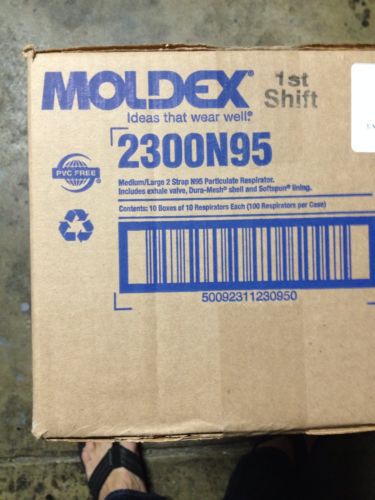 MOLDEX®
1st
Shift
Ideas that wear well.®
PVC FREE
2300N95
Medium/Large 2 Strap N95 Particulate Respirator.
Includes exhale valve, Dura-Mesh® shell and Softspun® lining.
Contents: 10 Boxes of 10 Respirators Each (100 Respirators per Case)
50092311230950